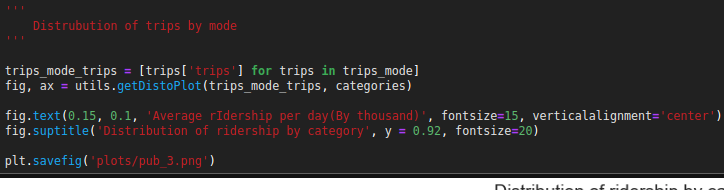 '''
Distrubution of trips by mode
'''
trips_mode_trips = [trips['trips'] for trips in trips_mode]
fig, ax = utils.getDistoPlot(trips_mode_trips, categories)
fig.text(0.15, 0.1, 'Average rIdership per day(By thousand)', fontsize=15, verticalalignment='center')
fig.suptitle('Distribution of ridership by category', y = 0.92, fontsize=20)
plt.savefig('plots/pub_3.png')
Distribution of ridership by